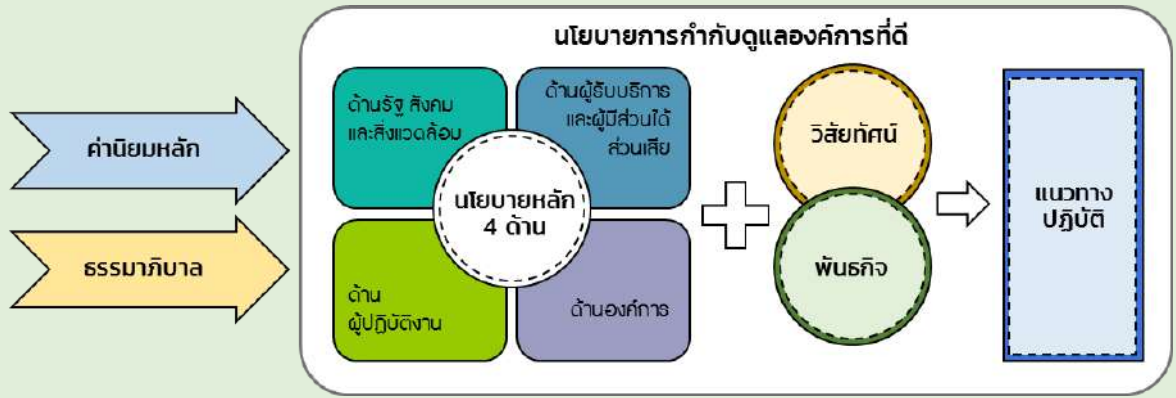 นโยบายการกำกับดูแลองค์การที่ดี
ค่านิยมหลัก
ธรรมาภิบาล
ด้านรัฐ สังคม
และสิ่งแวดล้อม
ด้านผู้รับบริการ
และผู้มีส่วนได้
ส่วนเสีย
นโยบายหลัก
4 ด้าน
ด้าน
ผู้ปฏิบัติงาน
ด้านองค์การ
วิสัยทัศน์
พันธกิจ
แนวทาง
ปฏิบัติ